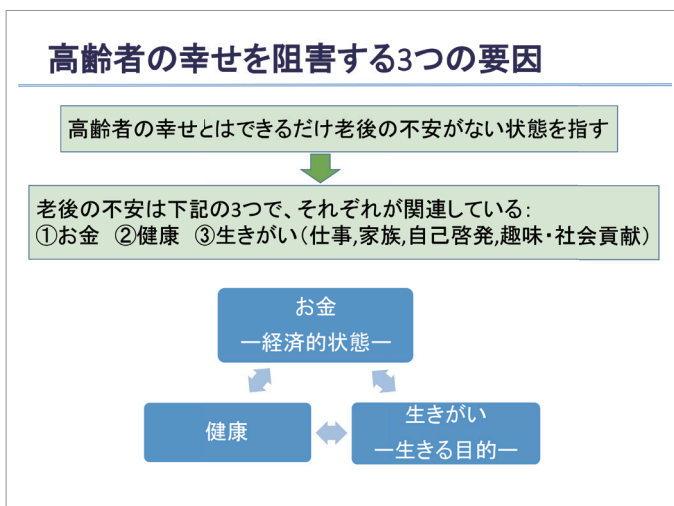 高齢者の幸せを阻害する3つの要因
高齢者の幸せとはできるだけ老後の不安がない状態を指す
老後の不安は下記の3つで、それぞれが関連している：
①お金　②健康　③生きがい（仕事,家族,自己啓発,趣味・社会貢献）
お金
―経済的状態―
健康
生きがい
―生きる目的―